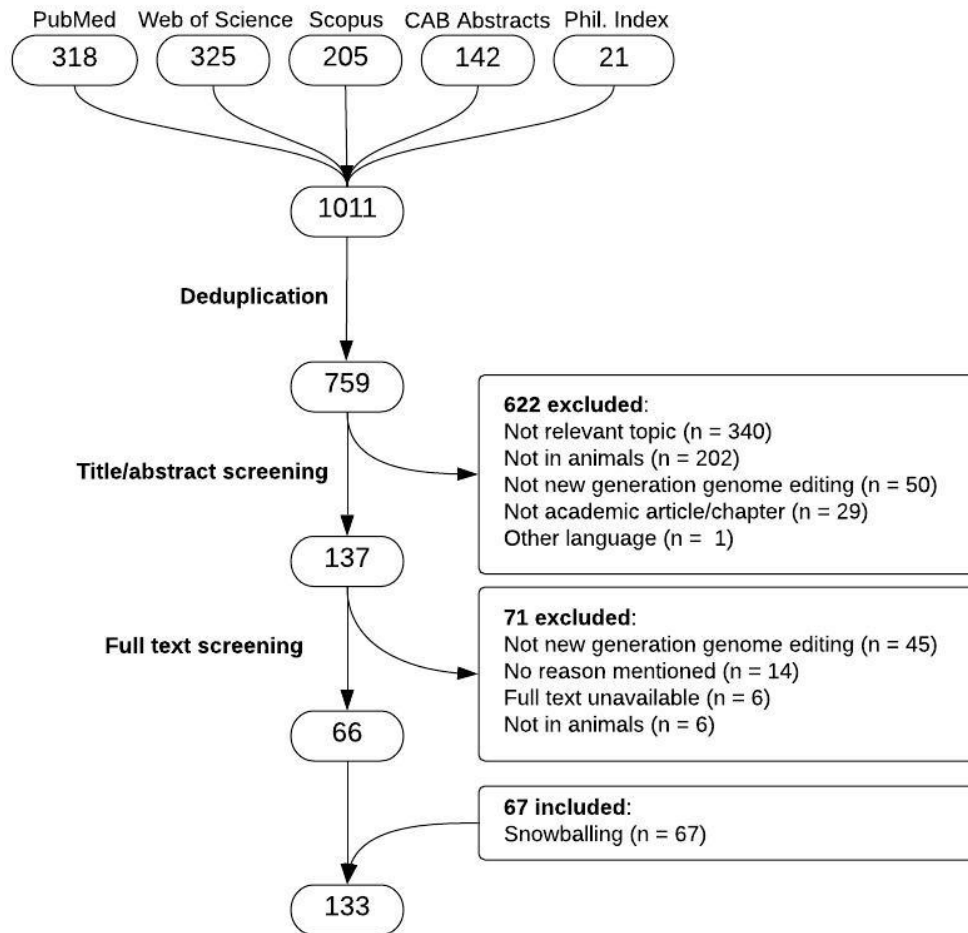 PubMed Web of Science Scopus CAB Abstracts Phil. Index
318 325 205 142 21
1011
Deduplication
759
622 excluded:
Not relevant topic (n = 340)
Not in animals (n = 202)
Not new generation genome editing (n = 50)
Not academic article/chapter (n = 29)
Other language (n =  1)
Title/abstract screening
137
71 excluded:
Not new generation genome editing (n = 45)
No reason mentioned (n = 14)
Full text unavailable (n = 6)
Not in animals (n = 6)
Full text screening
66
67 included:
Snowballing (n = 67)
133